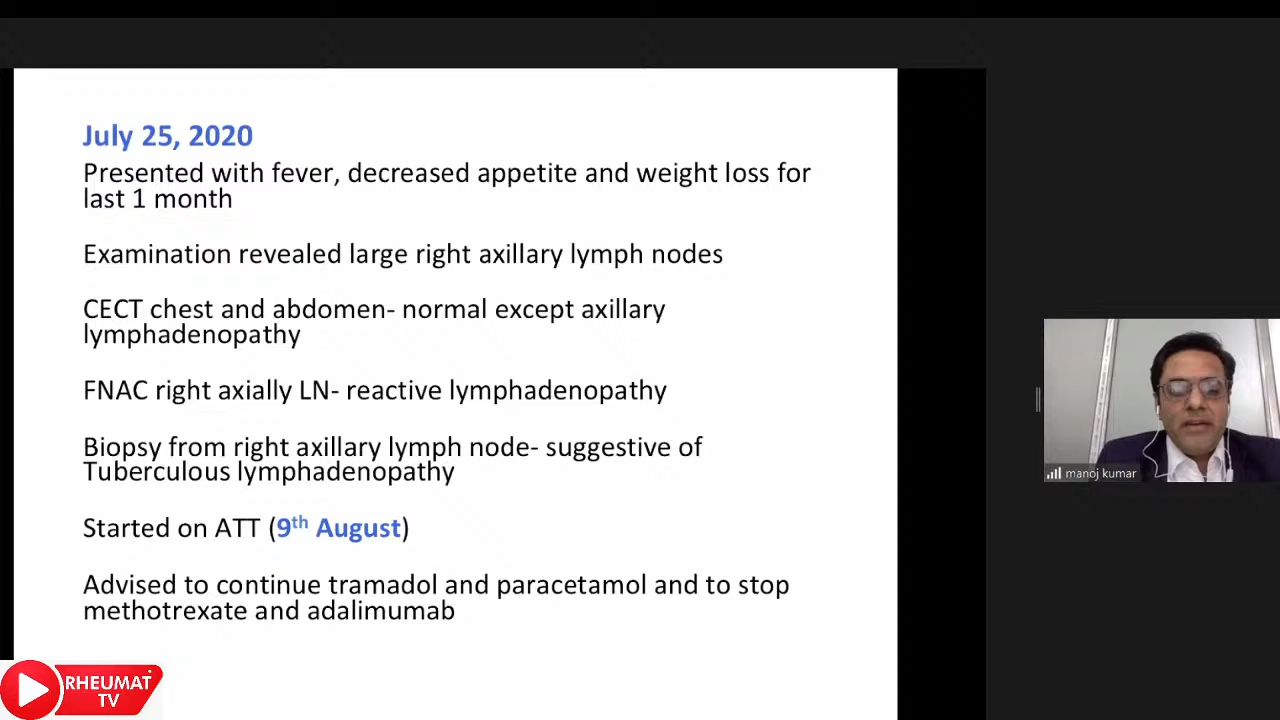 July 25, 2020
Presented with fever, decreased appetite and weight loss for
last 1 month
Examination revealed large right axillary lymph nodes
CECT chest and abdomen- normal except axillary
lymphadenopathy
FNAC right axially LN- reactive lymphadenopathy
Biopsy from right axillary lymph node- suggestive of
Tuberculous lymphadenopathy
Started on ATT (9th August)
Advised to continue tramadol and paracetamol and to stop
methotrexate and adalimumab
manoj kumar
RHEUMAT
TV